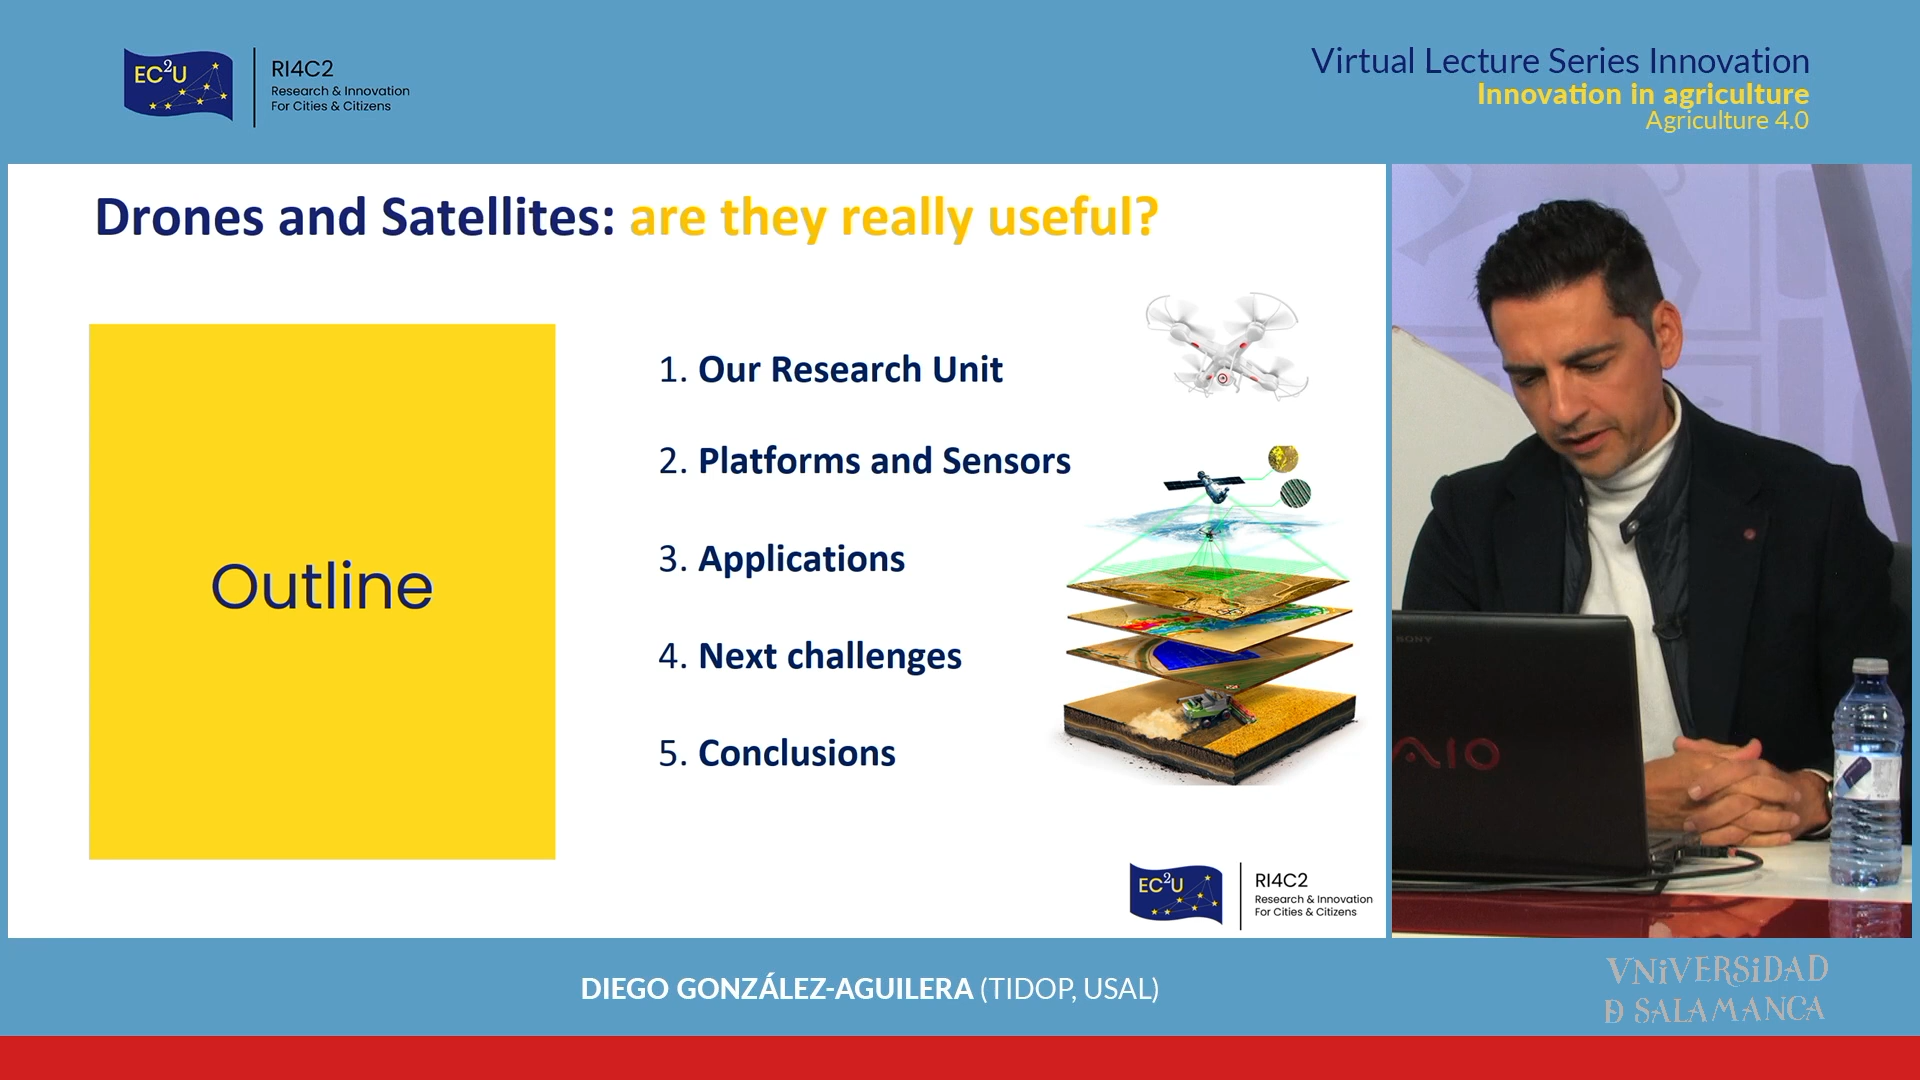 EC²U
RI4C2
Research & Innovation
For Cities & Citizens
Virtual Lecture Series Innovation
Innovation in agriculture
Agriculture 4.0
Drones and Satellites: are they really useful?
Outline
1. Our Research Unit
2. Platforms and Sensors
3. Applications
4. Next challenges
5. Conclusions
EC²U
RI4C2
Research & Innovation
For Cities & Citizens
SONY
VAIO
DIEGO GONZÁLEZ-AGUILERA (TIDOP, USAL)
VNiVERSiDAD
Ð SALAMANCA